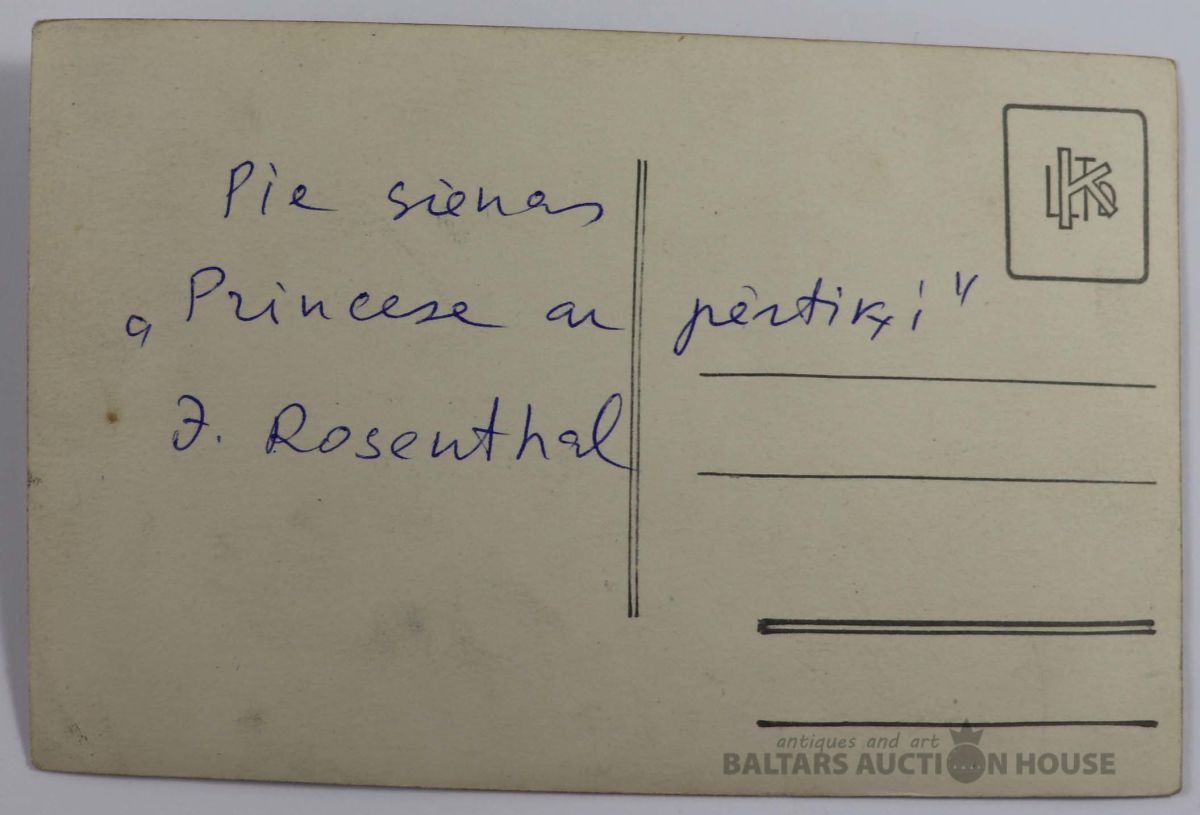 Pie sienas
„Princese ar pērtiķi"
J. Rosenthal
antiques and art
BALTARS AUCTION HOUSE